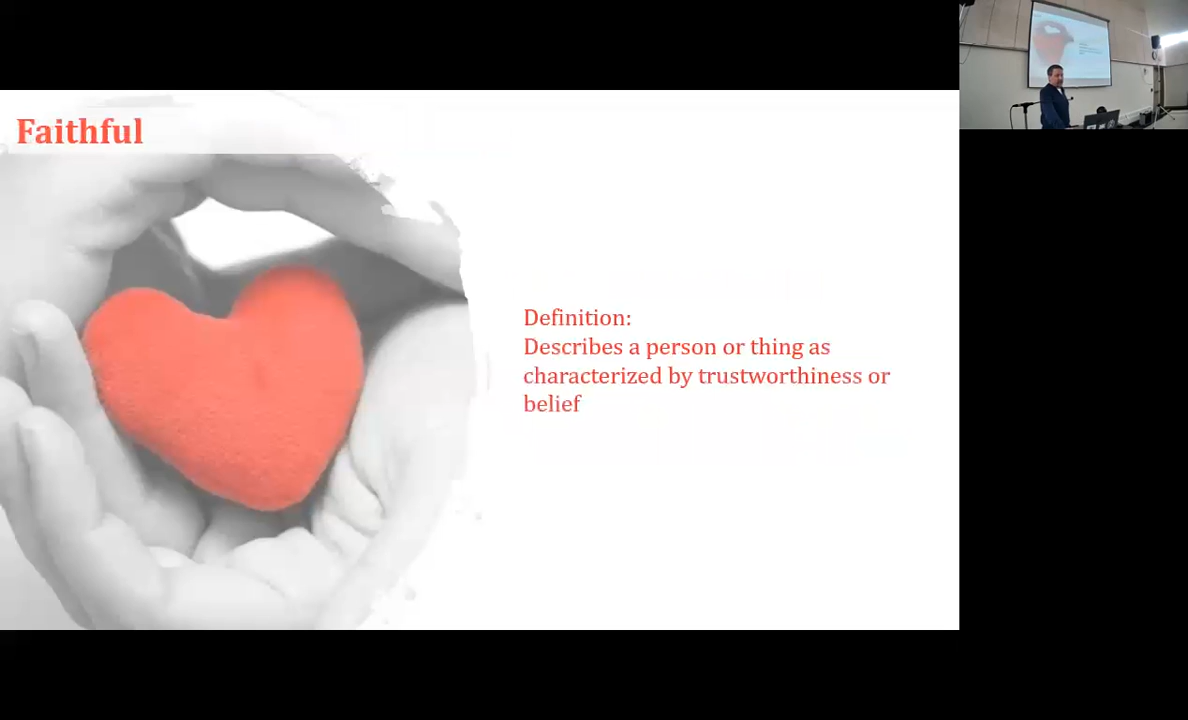 Faithful
Definition:
Describes a person or thing as
characterized by trustworthiness or
belief